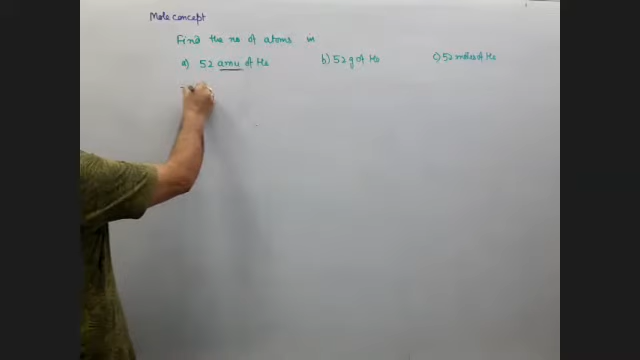 Mole concept
Find the no of atoms in
a) 52 amu of He b) 52 g of He c) 52 moles of He